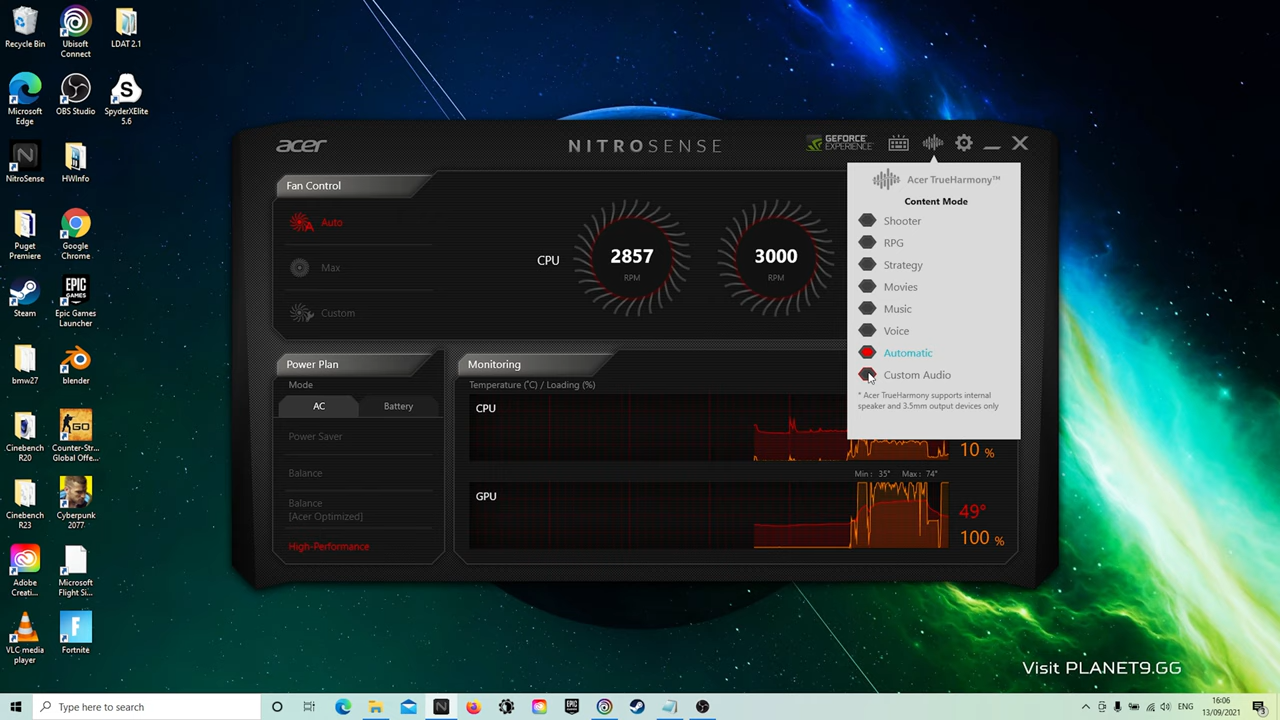 Recycle Bin
Ubisoft
Connect
LDAT 2.1
Microsoft
Edge
OBS Studio
SpyderXElite
5.6
NitroSense
HWInfo
Puget
Premiere
Google
Chrome
Steam
Epic Games
Launcher
bmw27
blender
Cinebench
R20
Counter-Str...
Global Offe...
Cinebench
R23
Cyberpunk
2077
Adobe
Creati...
Microsoft
Flight Si...
VLC media
player
Fortnite
acer
NITROSENSE
GEFORCE
EXPERIENCE
Fan Control
Auto
Max
Custom
CPU
2857
RPM
3000
RPM
Acer TrueHarmony™
Content Mode
Shooter
RPG
Strategy
Movies
Music
Voice
Automatic
Custom Audio
* Acer TrueHarmony supports internal
speaker and 3.5mm output devices only
Power Plan
Mode
AC
Battery
Power Saver
Balance
Balance
[Acer Optimized]
High-Performance
Monitoring
Temperature (°C) / Loading (%)
CPU
10 %
Min : 35° Max : 74°
GPU
49°
100 %
Visit PLANET9.GG
Type here to search
ENG
16:06
13/09/2021